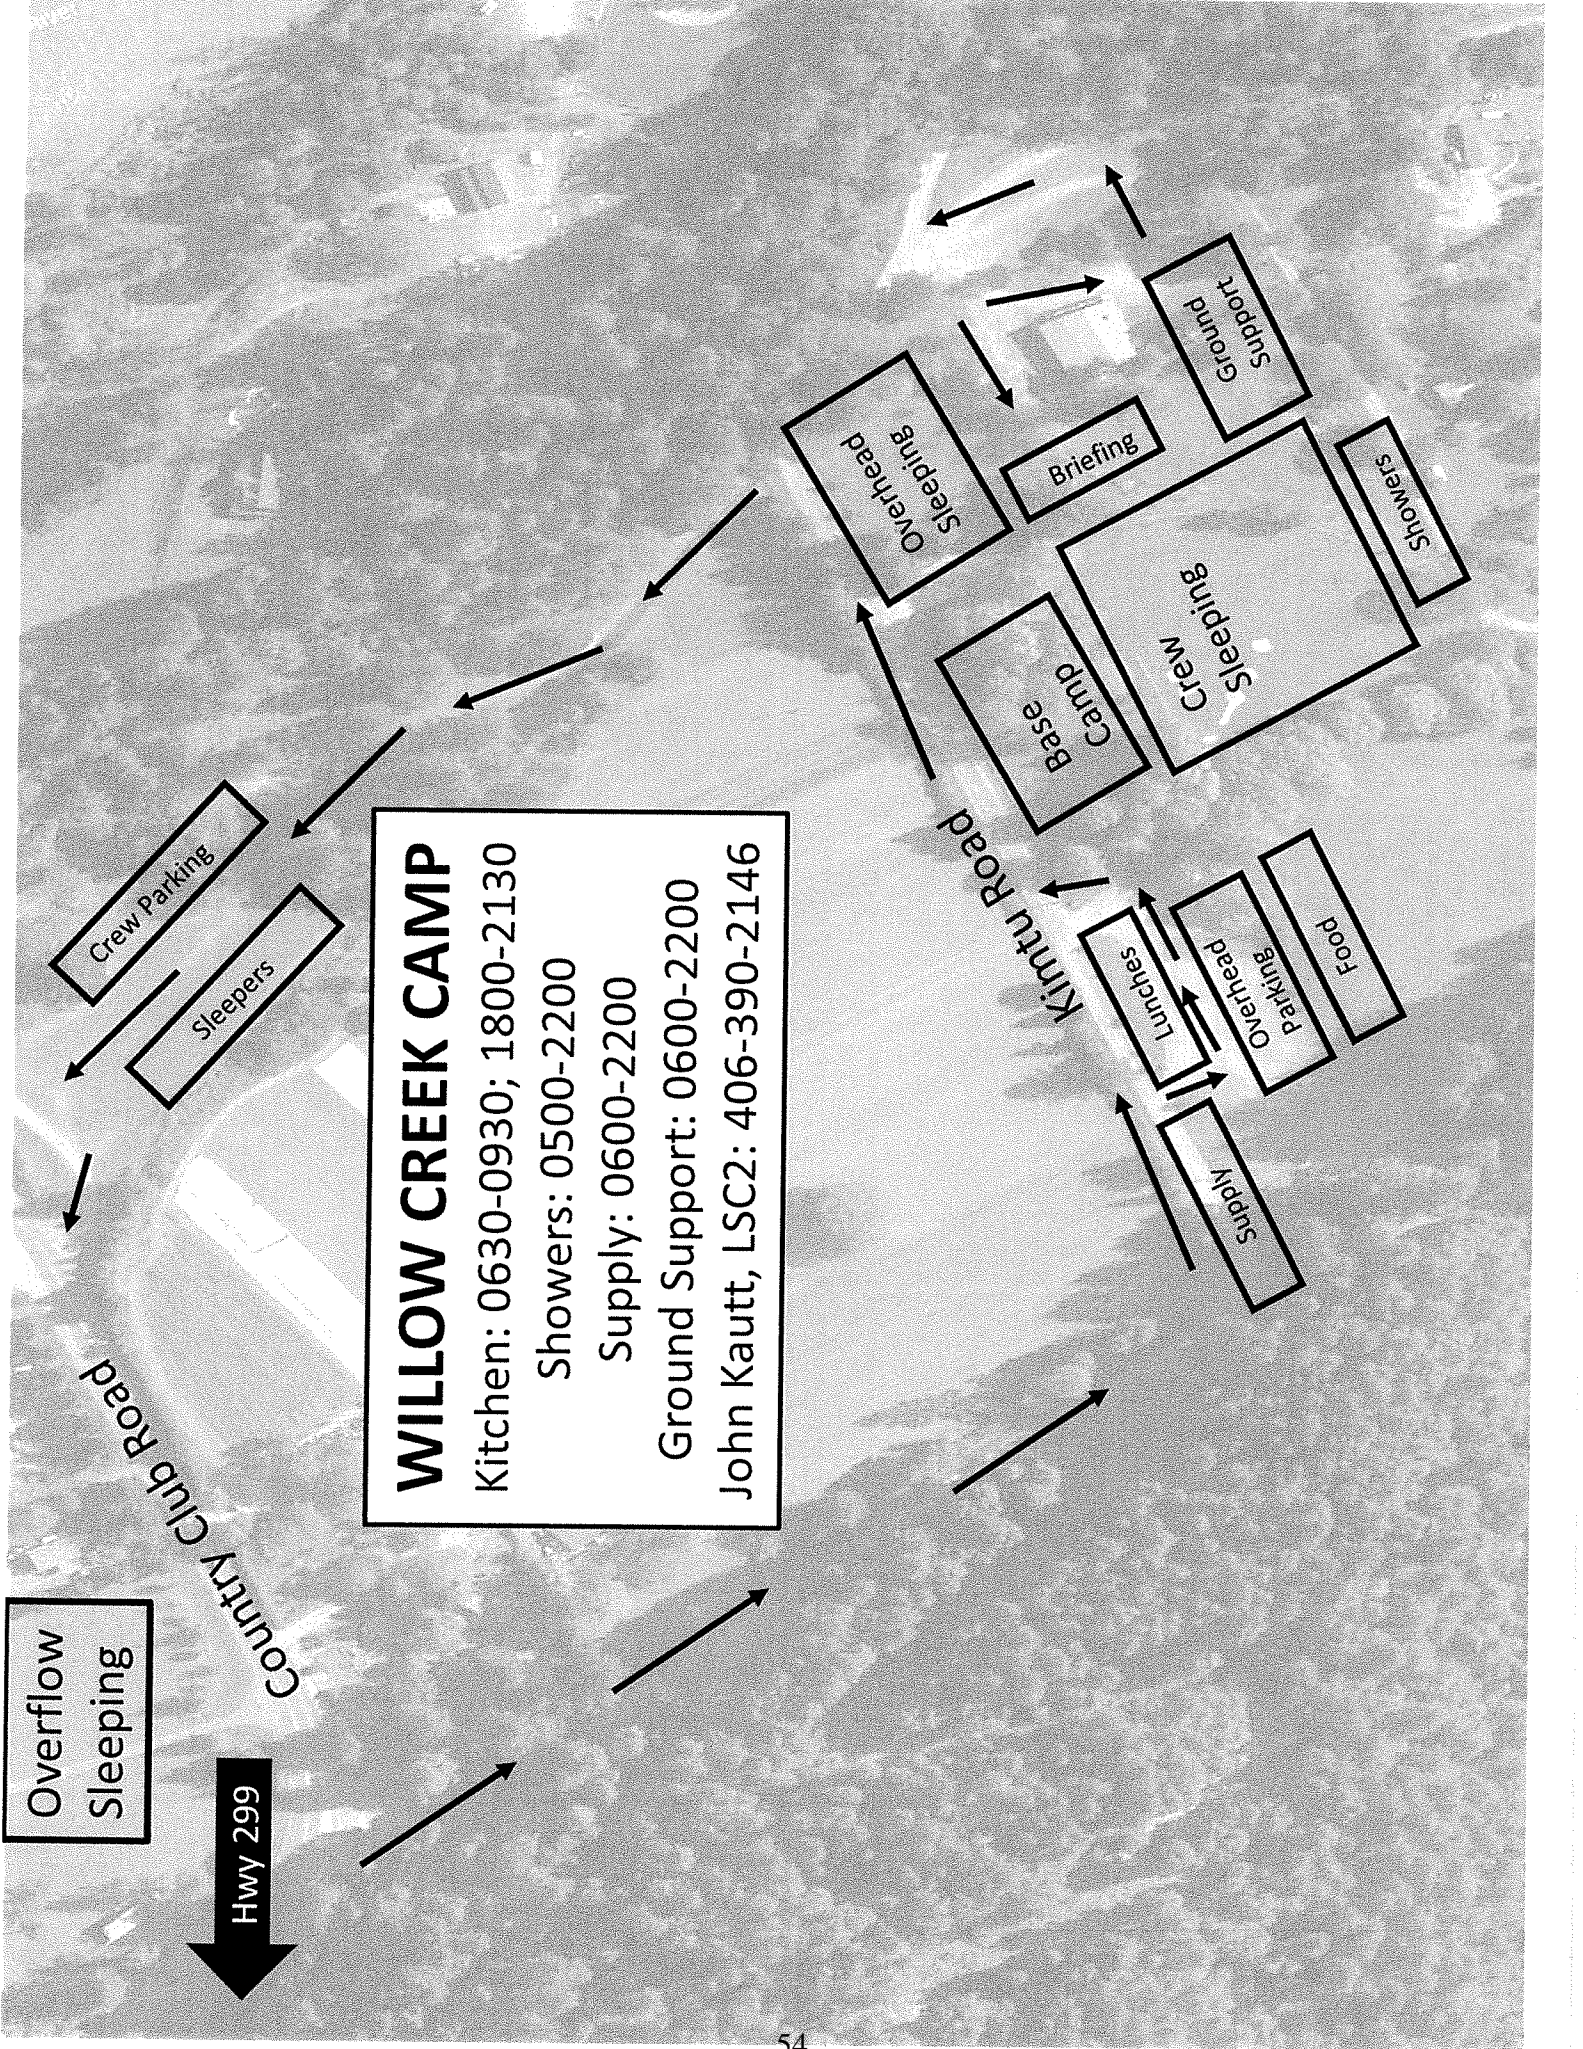 Overflow
Sleeping
Hwy 299
Country Club Road
Crew Parking
Sleepers
WILLOW CREEK CAMP
Kitchen: 0630-0930; 1800-2130
Showers: 0500-2200
Supply: 0600-2200
Ground Support: 0600-2200
John Kautt, LSC2: 406-390-2146
Kimtu Road
Overhead
Sleeping
Base
Camp
Briefing
Crew
Sleeping
Ground
Support
Showers
Lunches
Overhead
Parking
Food
Supply
54